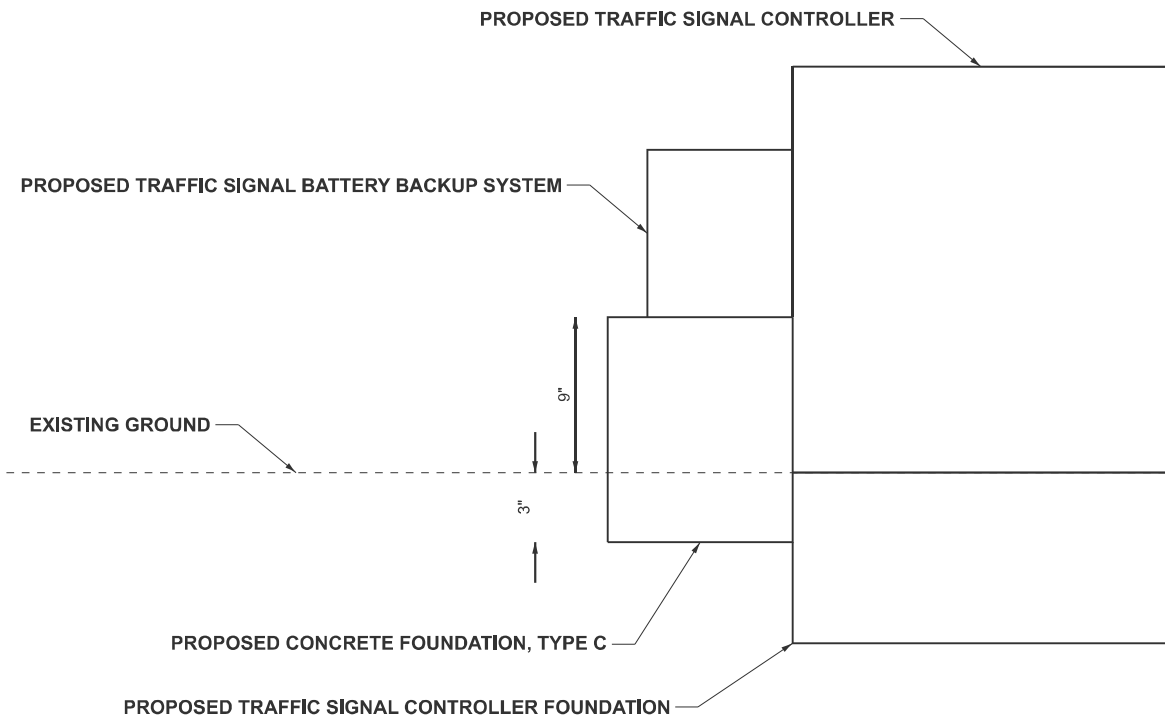 PROPOSED TRAFFIC SIGNAL CONTROLLER
PROPOSED TRAFFIC SIGNAL BATTERY BACKUP SYSTEM
9"
EXISTING GROUND
3"
PROPOSED CONCRETE FOUNDATION, TYPE C
PROPOSED TRAFFIC SIGNAL CONTROLLER FOUNDATION